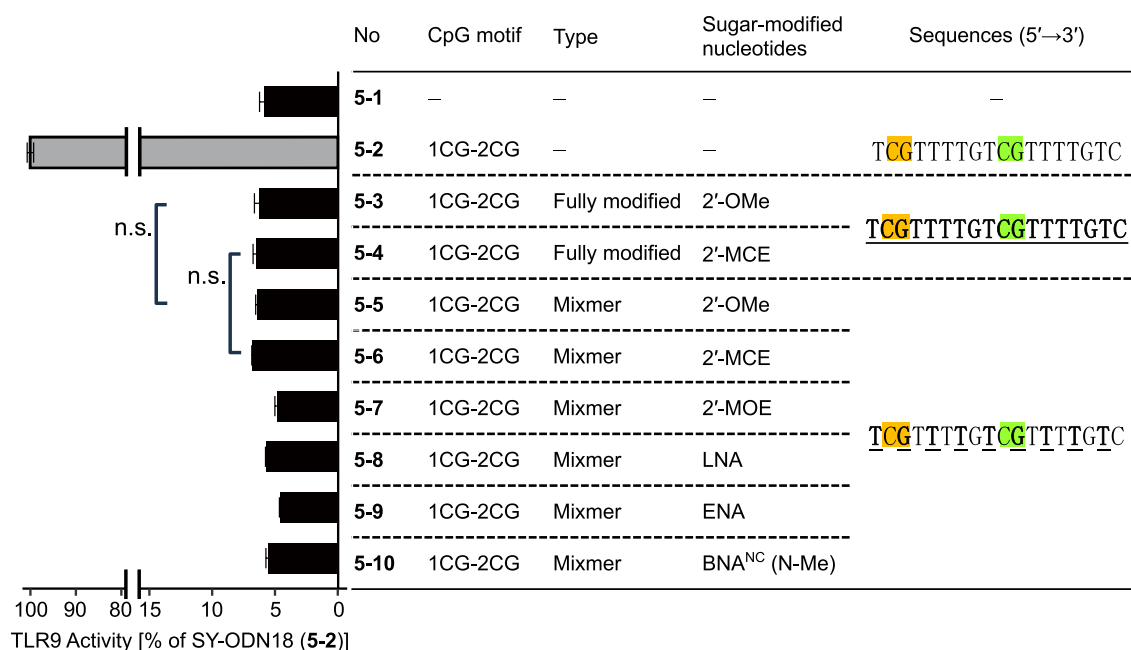 No CpG motif Type Sugar-modified nucleotides Sequences (5′→3′)
5-1 – – – –
5-2 1CG-2CG – – TCGTTTTGTCGTTTTGTC
5-3 1CG-2CG Fully modified 2′-OMe
TCGTTTTGTCGTTTTGTC
n.s.
5-4 1CG-2CG Fully modified 2′-MCE
n.s.
5-5 1CG-2CG Mixmer 2′-OMe
5-6 1CG-2CG Mixmer 2′-MCE
5-7 1CG-2CG Mixmer 2′-MOE
TCGTTTTGTCGTTTTGTC
5-8 1CG-2CG Mixmer LNA
5-9 1CG-2CG Mixmer ENA
5-10 1CG-2CG Mixmer BNA^NC (N-Me)
100 90 80 15 10 5 0
TLR9 Activity [% of SY-ODN18 (5-2)]